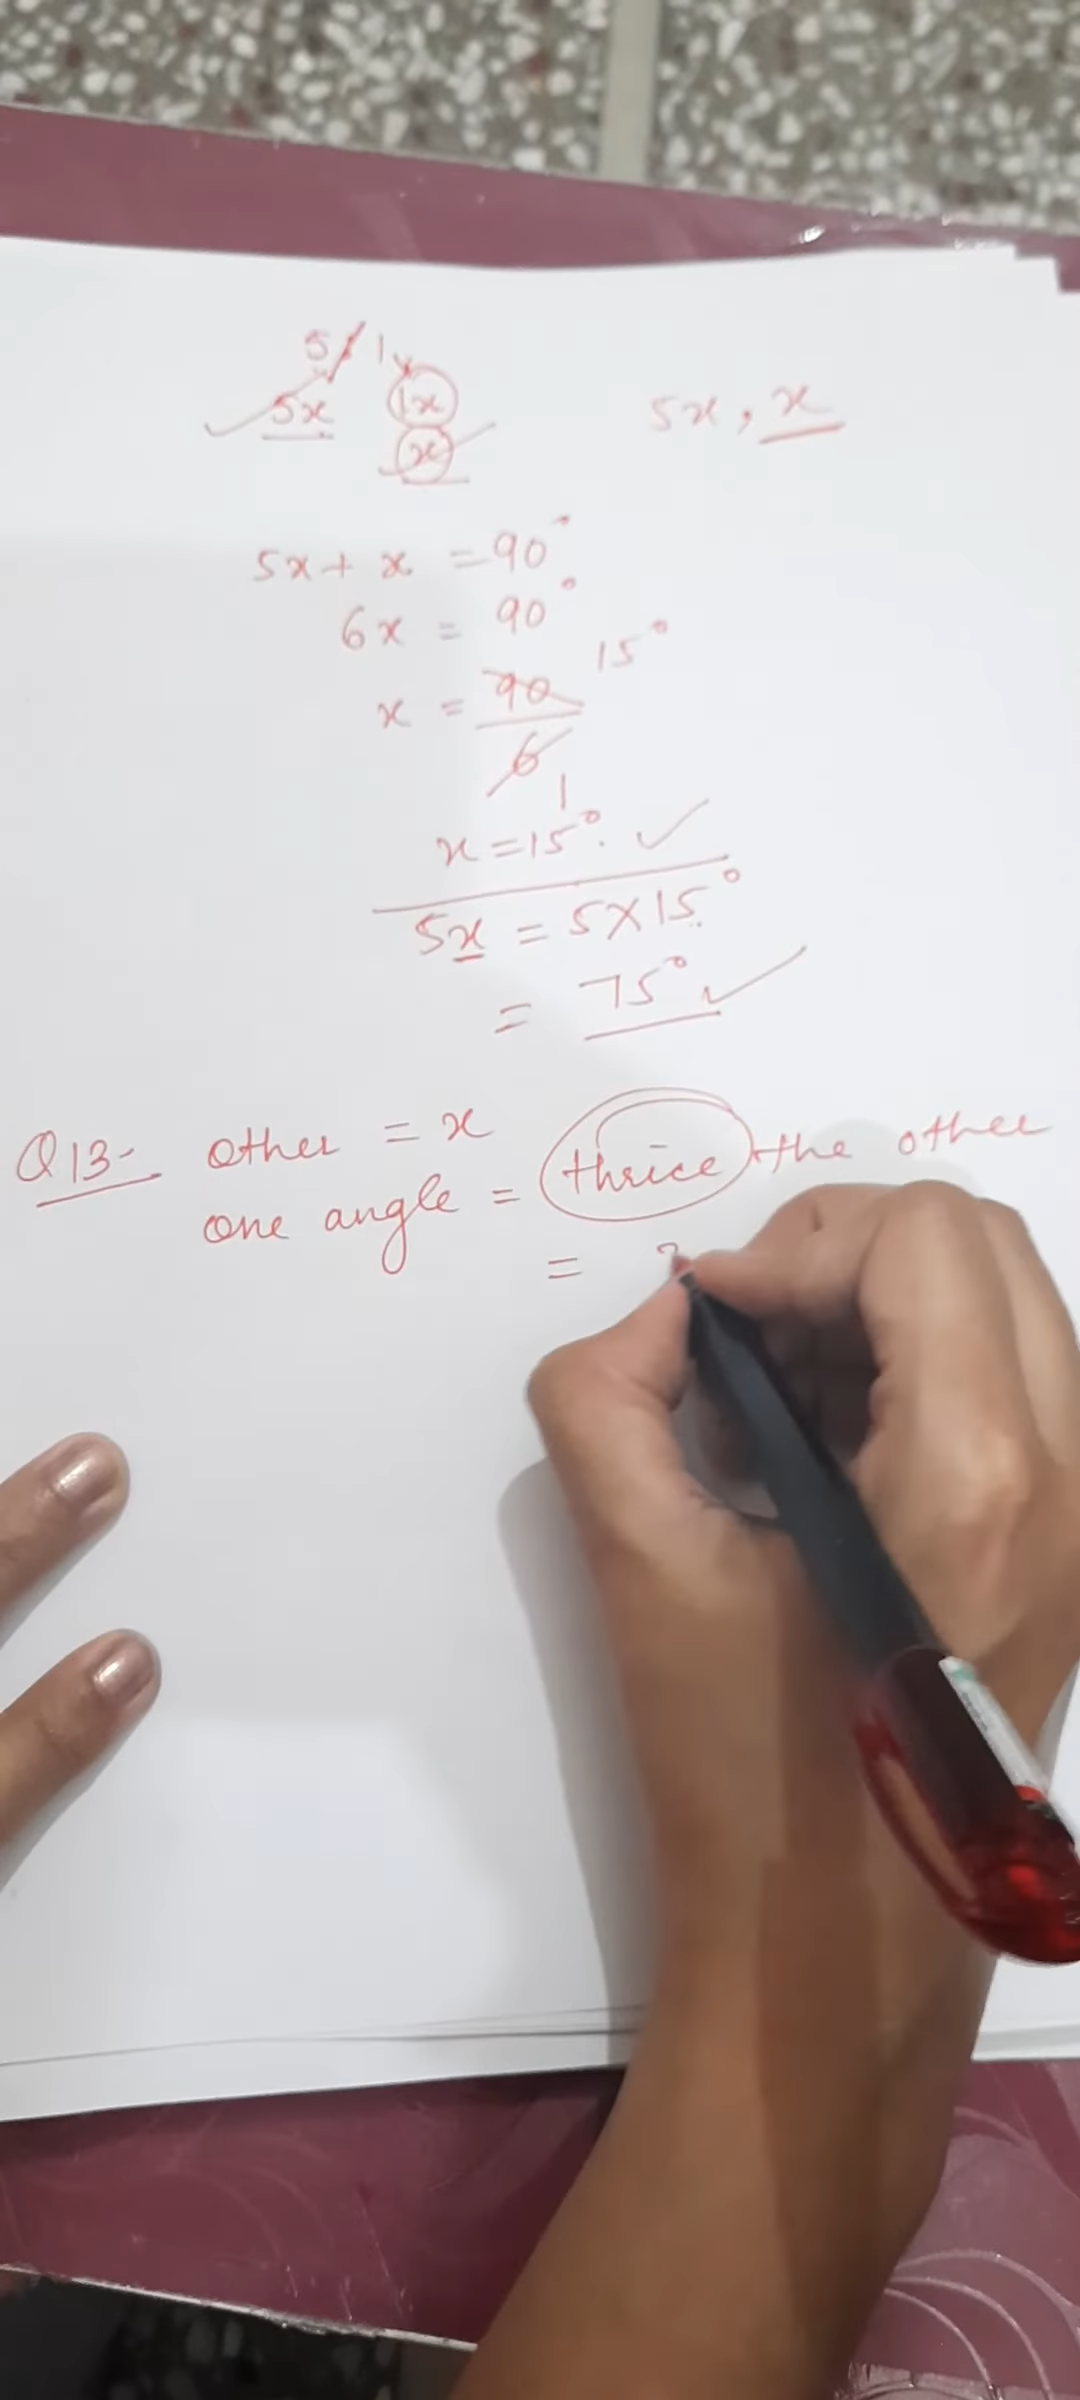 5/1
5x 1x 5x, x
x
5x + x = 90°
6x = 90°
x = 90/6 15°
1
x = 15°.
5x = 5X15°
= 75°
Q13- Other = x
One angle = thrice the other
=